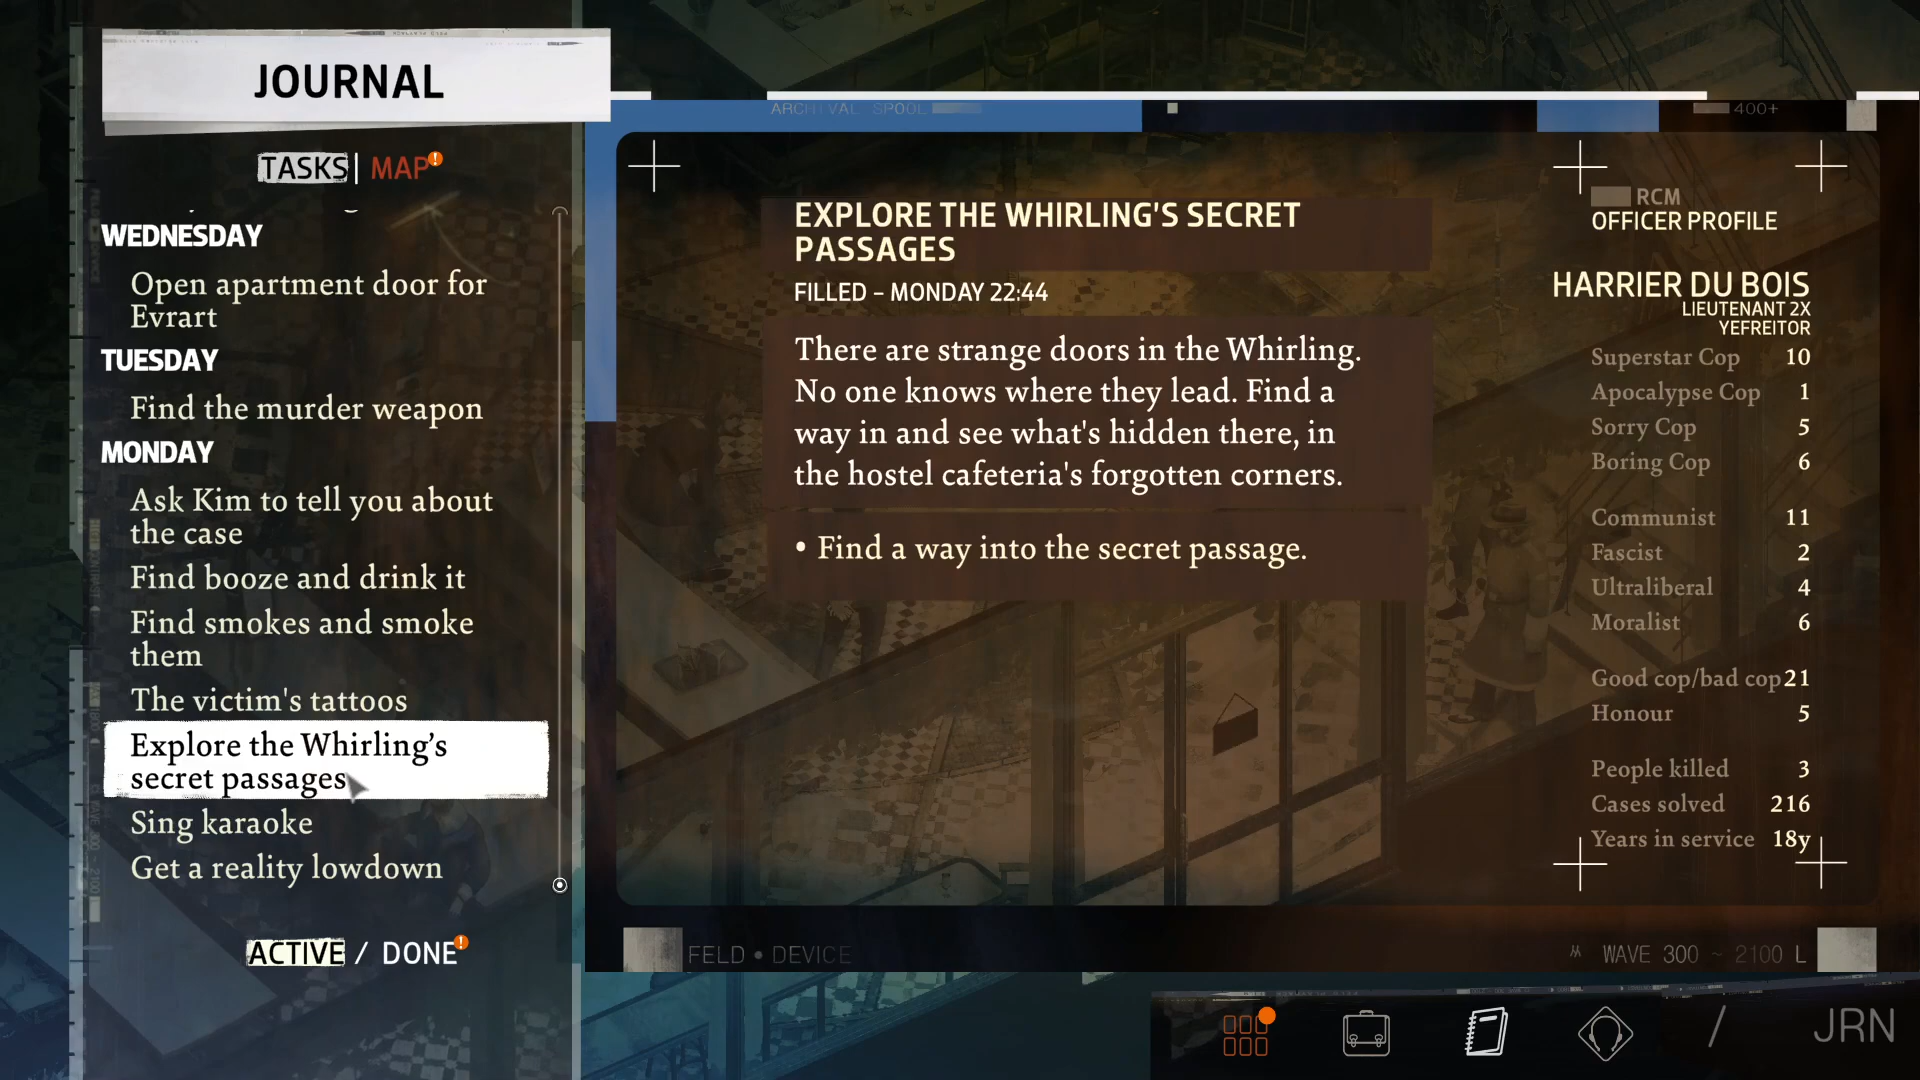 JOURNAL
TASKS | MAP!
WEDNESDAY
Open apartment door for
Evrart
TUESDAY
Find the murder weapon
MONDAY
Ask Kim to tell you about
the case
Find booze and drink it
Find smokes and smoke
them
The victim's tattoos
Explore the Whirling’s
secret passages
Sing karaoke
Get a reality lowdown
ACTIVE / DONE!
ARCHIVAL SPOOL
400+
EXPLORE THE WHIRLING’S SECRET
PASSAGES
FILLED – MONDAY 22:44
There are strange doors in the Whirling.
No one knows where they lead. Find a
way in and see what's hidden there, in
the hostel cafeteria's forgotten corners.
• Find a way into the secret passage.
RCM
OFFICER PROFILE
HARRIER DU BOIS
LIEUTENANT 2X
YEFREITOR
Superstar Cop 10
Apocalypse Cop 1
Sorry Cop 5
Boring Cop 6
Communist 11
Fascist 2
Ultraliberal 4
Moralist 6
Good cop/bad cop 21
Honour 5
People killed 3
Cases solved 216
Years in service 18y
FELD • DEVICE
WAVE 300 ~ 2100 L
/ JRN